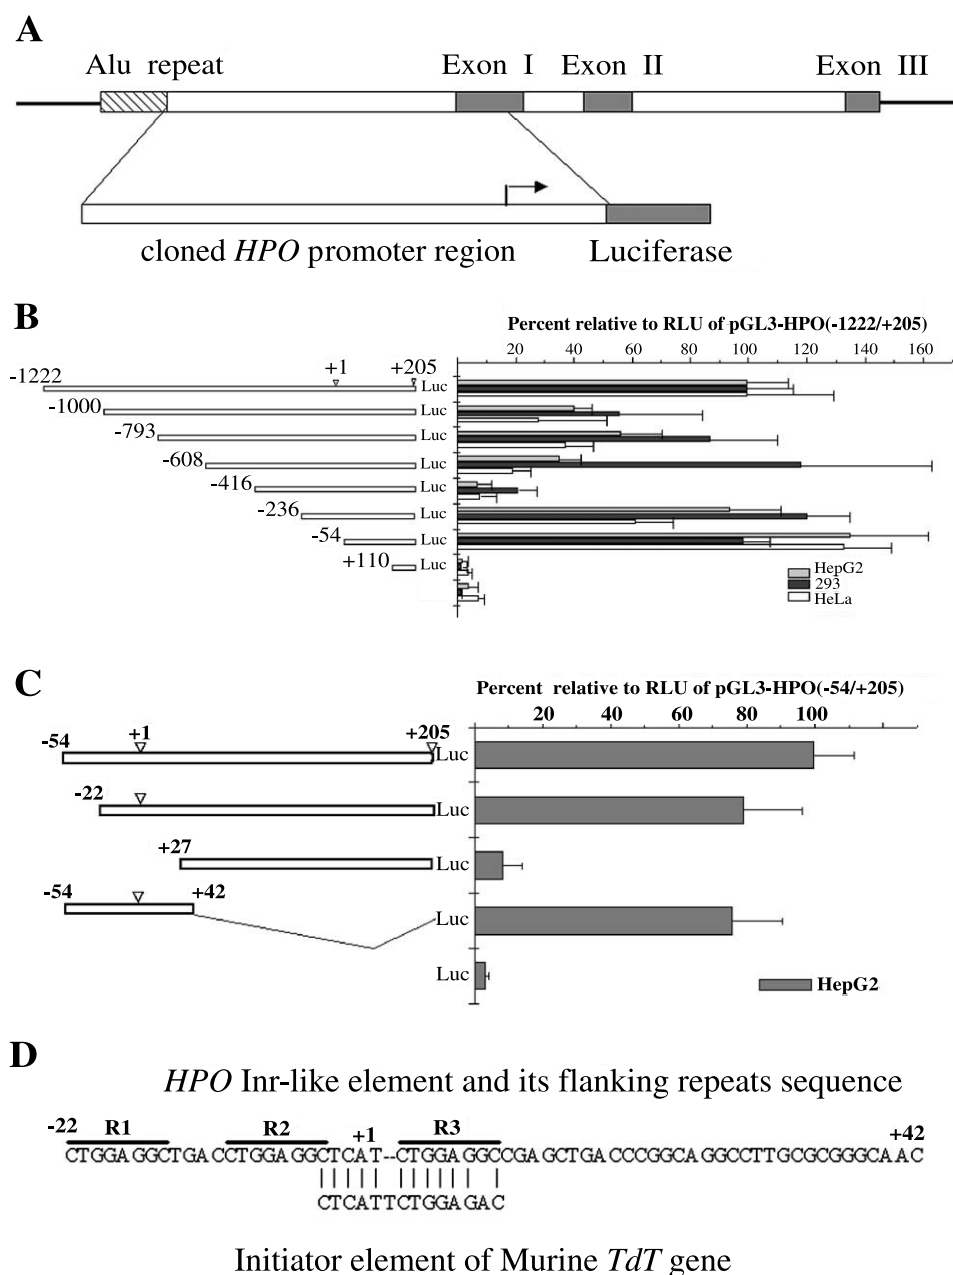 A
Alu repeat Exon I Exon II Exon III
cloned HPO promoter region Luciferase
B
Percent relative to RLU of pGL3-HPO(-1222/+205)
20 40 60 80 100 120 140 160
-1222 +1 +205 Luc
-1000 Luc
-793 Luc
-608 Luc
-416 Luc
-236 Luc
-54 Luc
+110 Luc
HepG2
293
HeLa
C
Percent relative to RLU of pGL3-HPO(-54/+205)
20 40 60 80 100
-54 +1 +205 Luc
-22 Luc
+27 Luc
-54 +42 Luc
Luc
HepG2
D
HPO Inr-like element and its flanking repeats sequence
-22 R1 R2 +1 R3 +42
CTGGAGGCTGACCTGGAGGCTCAT--CTGGAGGCCGAGCTGACCCGGCAGGCCTTGCGCGGGCAAC
CTCATTCTGGAGAC
Initiator element of Murine TdT gene